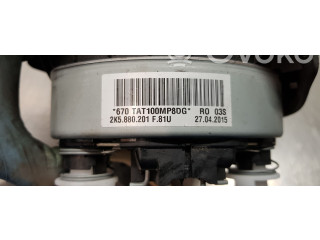 *670 TAT100MP8DG* RO 03S
2K5.880.201 F.81U 27.04.2015